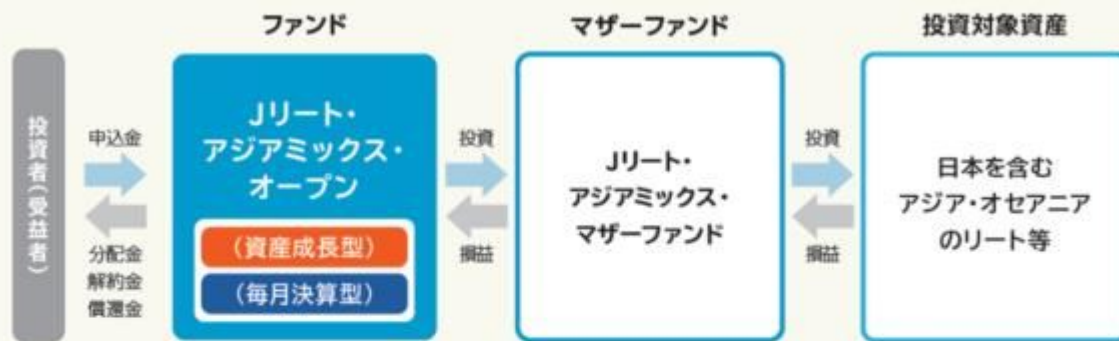 ファンド
マザーファンド
投資対象資産
投資者(受益者)
申込金
分配金
解約金
償還金
Jリート・
アジアミックス・
オープン
(資産成長型)
(毎月決算型)
投資
損益
Jリート・
アジアミックス・
マザーファンド
投資
損益
日本を含む
アジア・オセアニア
のリート等